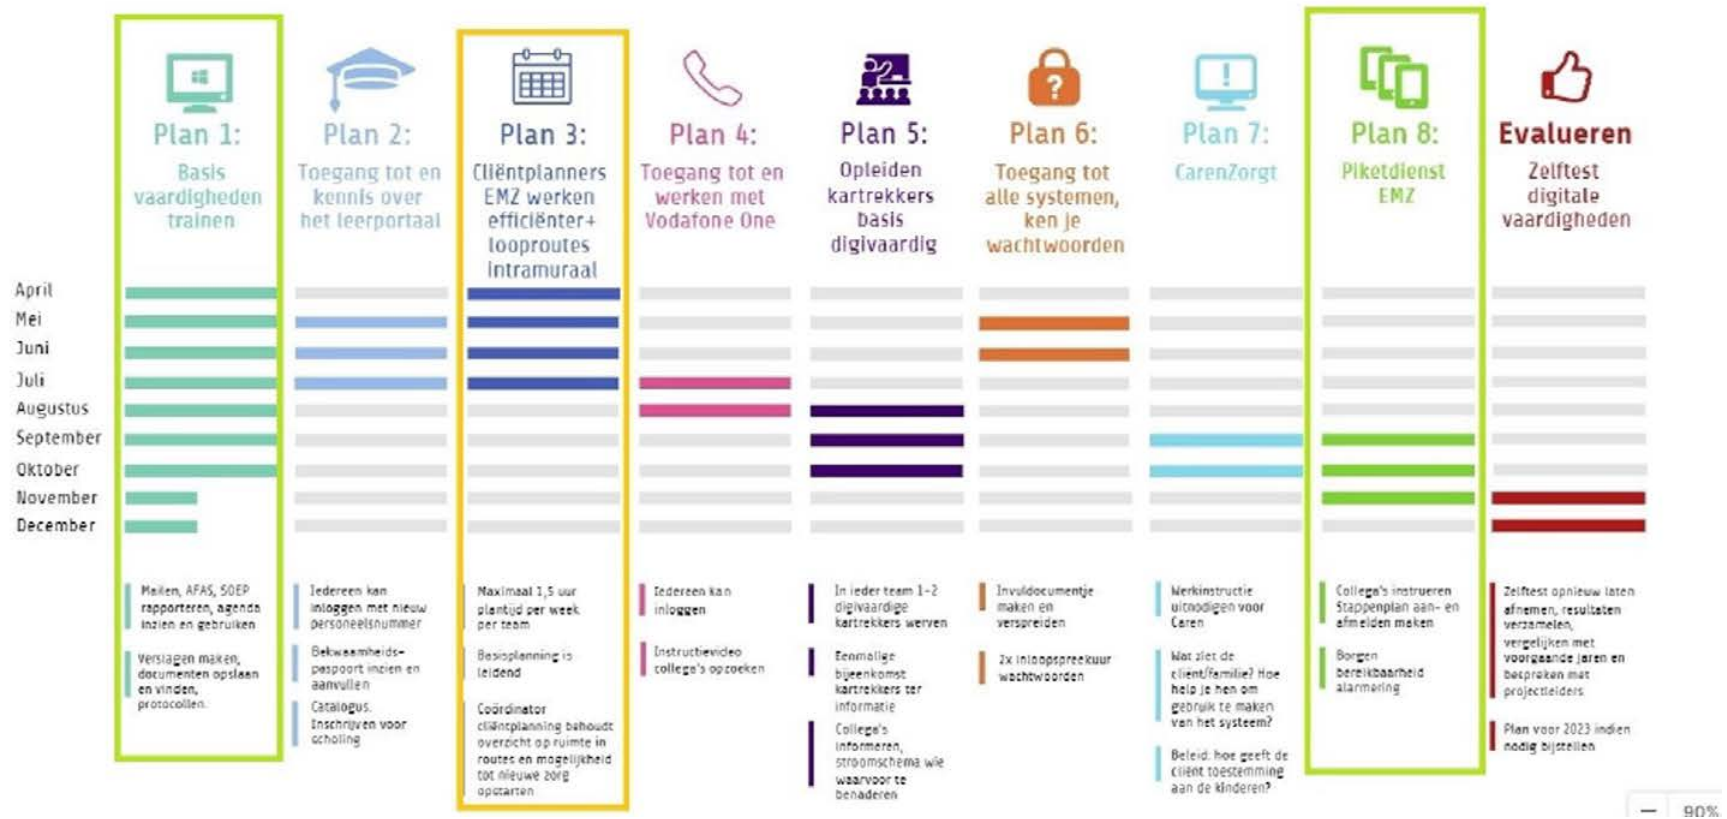 Plan 1:
Basis
vaardigheden
trainen
Plan 2:
Toegang tot en
kennis over
het leerportaal
Plan 3:
Cliëntplanners
EMZ werken
efficiënter+
looproutes
intramuraal
Plan 4:
Toegang tot en
werken met
Vodafone One
Plan 5:
Opleiden
kartrekkers
basis
digivaardig
Plan 6:
Toegang tot
alle systemen,
ken je
wachtwoorden
Plan 7:
CarenZorgt
Plan 8:
Piketdienst
EMZ
Evalueren
Zelftest
digitale
vaardigheden
April
Mei
Juni
Juli
Augustus
September
Oktober
November
December
Mailen, AFAS, SOEP
rapporteren, agenda
inzien en gebruiken
Verslagen maken,
documenten opslaan
en vinden,
protocollen.
Iedereen kan
inloggen met nieuw
personeelsnummer
Bekwaamheids-
paspoort inzien en
aanvullen
Catalogus.
Inschrijven voor
scholing
Maximaal 1,5 uur
plantijd per week
per team
Basisplanning is
leidend
Coördinator
cliëntplanning behoudt
overzicht op ruimte in
routes en mogelijkheid
tot nieuwe zorg
opstarten
Iedereen kan
inloggen
Instructievideo
collega's opzoeken
In ieder team 1-2
digivaardige
kartrekkers werven
Eenmalige
bijeenkomst
kartrekkers ter
informatie
Collega's
informeren,
stroomschema wie
waarvoor te
benaderen
Invuldocumentje
maken en
verspreiden
2x inloopspreekuur
wachtwoorden
Werkinstructie
uitnodigen voor
Caren
Wat ziet de
client/familie? Hoe
help je hen om
gebruik te maken
van het systeem?
Beleid: hoe geeft de
cliënt toestemming
aan de kinderen?
Collega's instrueren
Stappenplan aan- en
afmelden maken
Borgen
bereikbaarheid
alarmering
Zelftest opnieuw laten
afnemen, resultaten
verzamelen,
vergelijken met
voorgaande jaren en
bespreken met
projectleiders
Plan voor 2023 indien
nodig bijstellen
90%